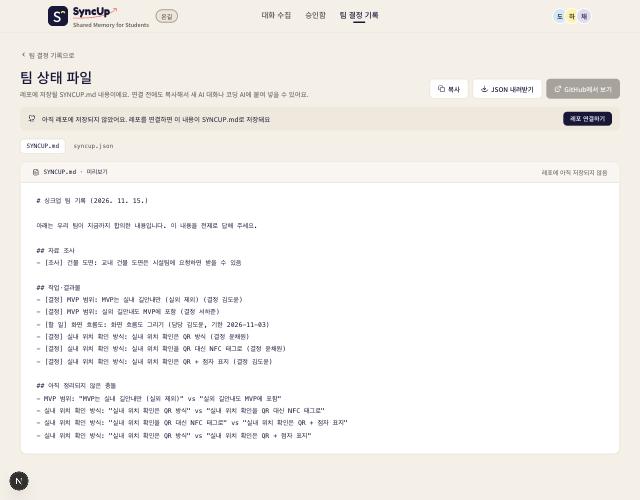 SyncUp
Shared Memory for Students
온길
대화 수집
승인함
팀 결정 기록
도 하 채
팀 결정 기록으로
팀 상태 파일
레포에 저장될 SYNCUP.md 내용이에요. 연결 전에도 복사해서 새 AI 대화나 코딩 AI에 붙여 넣을 수 있어요.
복사
JSON 내려받기
GitHub에서 보기
아직 레포에 저장되지 않았어요. 레포를 연결하면 이 내용이 SYNCUP.md로 저장돼요
레포 연결하기
SYNCUP.md
syncup.json
SYNCUP.md · 미리보기
레포에 아직 저장되지 않음
# 싱크업 팀 기록 (2026. 11. 15.)
아래는 우리 팀이 지금까지 합의한 내용입니다. 이 내용을 전제로 답해 주세요.
## 자료 조사
- [조사] 건물 도면: 교내 건물 도면은 시설팀에 요청하면 받을 수 있음
## 작업·결과물
- [결정] MVP 범위: MVP는 실내 길안내만 (실외 제외) (결정 김도윤)
- [결정] MVP 범위: 실외 길안내도 MVP에 포함 (결정 서하준)
- [할 일] 화면 흐름도: 화면 흐름도 그리기 (담당 김도윤, 기한 2026-11-03)
- [결정] 실내 위치 확인 방식: 실내 위치 확인은 QR 방식 (결정 윤채원)
- [결정] 실내 위치 확인 방식: 실내 위치 확인을 QR 대신 NFC 태그로 (결정 윤채원)
- [결정] 실내 위치 확인 방식: 실내 위치 확인은 QR + 점자 표지 (결정 김도윤)
## 아직 정리되지 않은 충돌
- MVP 범위: "MVP는 실내 길안내만 (실외 제외)" vs "실외 길안내도 MVP에 포함"
- 실내 위치 확인 방식: "실내 위치 확인은 QR 방식" vs "실내 위치 확인을 QR 대신 NFC 태그로"
- 실내 위치 확인 방식: "실내 위치 확인을 QR 대신 NFC 태그로" vs "실내 위치 확인은 QR + 점자 표지"
- 실내 위치 확인 방식: "실내 위치 확인은 QR 방식" vs "실내 위치 확인은 QR + 점자 표지"
N